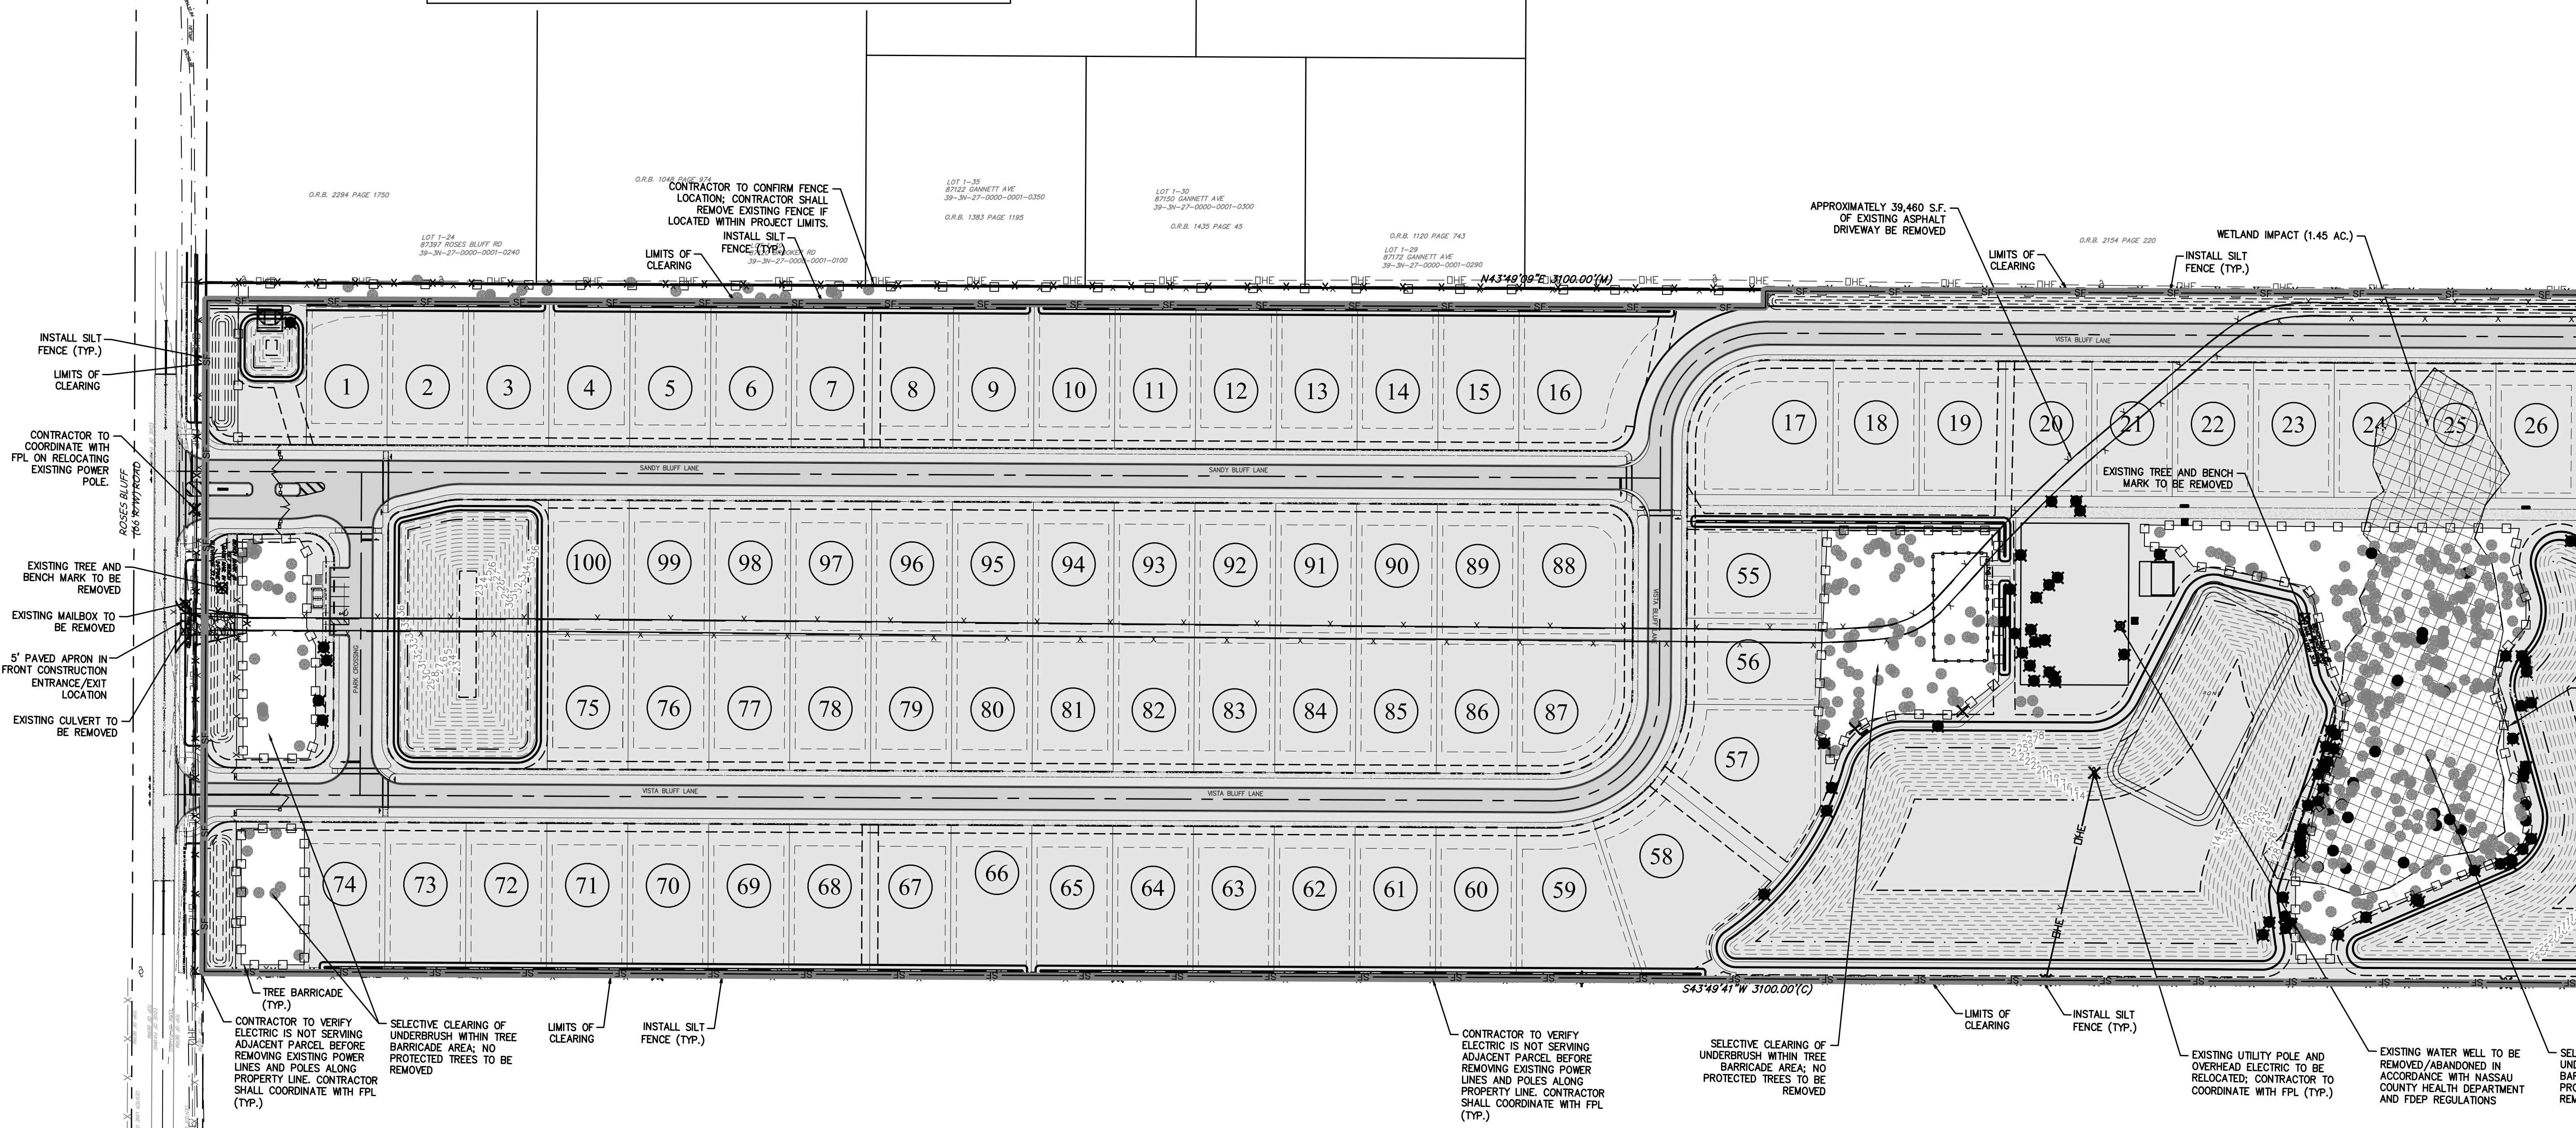 O.R.B. 2294 PAGE 1750
O.R.B. 1048 PAGE 974
CONTRACTOR TO CONFIRM FENCE
LOCATION; CONTRACTOR SHALL
REMOVE EXISTING FENCE IF
LOCATED WITHIN PROJECT LIMITS.
LOT 1-35
87122 GANNETT AVE
39-3N-27-0000-0001-0350
O.R.B. 1383 PAGE 1195
LOT 1-30
87150 GANNETT AVE
39-3N-27-0000-0001-0300
O.R.B. 1435 PAGE 45
O.R.B. 1120 PAGE 743
LOT 1-29
87172 GANNETT AVE
39-3N-27-0000-0001-0290
LOT 1-24
87397 ROSES BLUFF RD
39-3N-27-0000-0001-0240
INSTALL SILT
FENCE (TYP.)
39-3N-27-0000-0001-0100
LIMITS OF
CLEARING
APPROXIMATELY 39,460 S.F.
OF EXISTING ASPHALT
DRIVEWAY BE REMOVED
LIMITS OF
CLEARING
O.R.B. 2154 PAGE 220
INSTALL SILT
FENCE (TYP.)
WETLAND IMPACT (1.45 AC.)
N43°49'09"E 3100.00'(M)
INSTALL SILT
FENCE (TYP.)
LIMITS OF
CLEARING
CONTRACTOR TO
COORDINATE WITH
FPL ON RELOCATING
EXISTING POWER
POLE.
ROSES BLUFF ROAD
(66' R/W)
EXISTING TREE AND
BENCH MARK TO BE
REMOVED
EXISTING MAILBOX TO
BE REMOVED
5' PAVED APRON IN
FRONT CONSTRUCTION
ENTRANCE/EXIT
LOCATION
EXISTING CULVERT TO
BE REMOVED
1 2 3 4 5 6 7 8 9 10 11 12 13 14 15 16
VISTA BLUFF LANE
17 18 19 20 21 22 23 24 25 26
SANDY BLUFF LANE
SANDY BLUFF LANE
EXISTING TREE AND BENCH
MARK TO BE REMOVED
100 99 98 97 96 95 94 93 92 91 90 89 88
55
VISTA BLUFF LANE
PARK CROSSING
56
75 76 77 78 79 80 81 82 83 84 85 86 87
57
VISTA BLUFF LANE
VISTA BLUFF LANE
58
74 73 72 71 70 69 68 67 66 65 64 63 62 61 60 59
S43°49'41"W 3100.00'(C)
TREE BARRICADE
(TYP.)
CONTRACTOR TO VERIFY
ELECTRIC IS NOT SERVING
ADJACENT PARCEL BEFORE
REMOVING EXISTING POWER
LINES AND POLES ALONG
PROPERTY LINE. CONTRACTOR
SHALL COORDINATE WITH FPL
(TYP.)
SELECTIVE CLEARING OF
UNDERBRUSH WITHIN TREE
BARRICADE AREA; NO
PROTECTED TREES TO BE
REMOVED
LIMITS OF
CLEARING
INSTALL SILT
FENCE (TYP.)
CONTRACTOR TO VERIFY
ELECTRIC IS NOT SERVIING
ADJACENT PARCEL BEFORE
REMOVING EXISTING POWER
LINES AND POLES ALONG
PROPERTY LINE. CONTRACTOR
SHALL COORDINATE WITH FPL
(TYP.)
SELECTIVE CLEARING OF
UNDERBRUSH WITHIN TREE
BARRICADE AREA; NO
PROTECTED TREES TO BE
REMOVED
LIMITS OF
CLEARING
INSTALL SILT
FENCE (TYP.)
EXISTING UTILITY POLE AND
OVERHEAD ELECTRIC TO BE
RELOCATED; CONTRACTOR TO
COORDINATE WITH FPL (TYP.)
EXISTING WATER WELL TO BE
REMOVED/ABANDONED IN
ACCORDANCE WITH NASSAU
COUNTY HEALTH DEPARTMENT
AND FDEP REGULATIONS